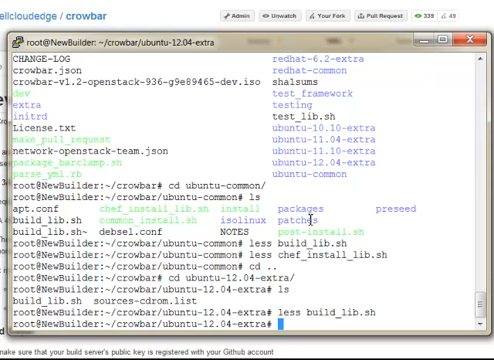 ellcloudedge / crowbar
Admin Unwatch Your Fork Pull Request 339 49
root@NewBuilder: ~/crowbar/ubuntu-12.04-extra
CHANGE-LOG redhat-6.2-extra
crowbar.json redhat-common
crowbar-v1.2-openstack-936-g9e89465-dev.iso sha1sums
dev test_framework
extra testing
initrd test_lib.sh
License.txt ubuntu-10.10-extra
make_pull_request ubuntu-11.04-extra
network-openstack-team.json ubuntu-11.10-extra
package_barclamp.sh ubuntu-12.04-extra
parse_yml.rb ubuntu-common
root@NewBuilder:~/crowbar# cd ubuntu-common/
root@NewBuilder:~/crowbar/ubuntu-common# ls
apt.conf chef_install_lib.sh install packages preseed
build_lib.sh common_install.sh isolinux patches
build_lib.sh~ debsel.conf NOTES post-install.sh
root@NewBuilder:~/crowbar/ubuntu-common# less build_lib.sh
root@NewBuilder:~/crowbar/ubuntu-common# less chef_install_lib.sh
root@NewBuilder:~/crowbar/ubuntu-common# cd ..
root@NewBuilder:~/crowbar# cd ubuntu-12.04-extra/
root@NewBuilder:~/crowbar/ubuntu-12.04-extra# ls
build_lib.sh sources-cdrom.list
root@NewBuilder:~/crowbar/ubuntu-12.04-extra# less build_lib.sh
root@NewBuilder:~/crowbar/ubuntu-12.04-extra#
make sure that your build server's public key is registered with your Github account